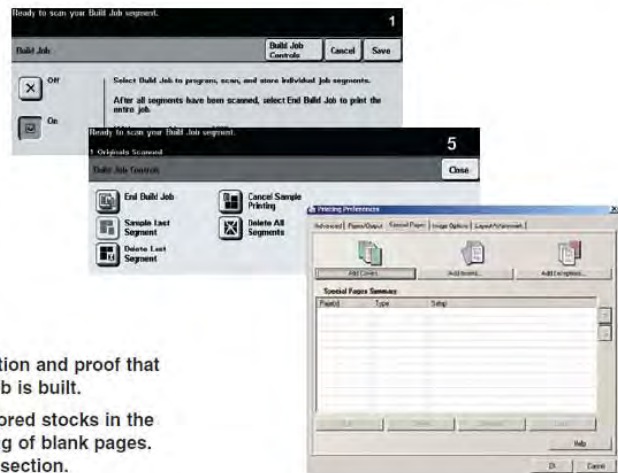 Ready to scan your Build Job segment.
1
Build Job
Build Job Controls
Cancel
Save
Off
On
Select Build Job to program, scan, and store individual job segments.
After all segments have been scanned, select End Build Job to print the
entire job.
Ready to scan your Build Job segment.
5
1 Originals Scanned
Build Job Controls
Close
End Build Job
Cancel Sample
Printing
Sample Last
Segment
Delete All
Segments
Delete Last
Segment
Printing Preferences
Advanced
Paper/Output
Special Pages
Image Options
Layout/Watermark
Add Covers...
Add Inserts...
Add Exceptions...
Special Pages Summary
Page(s)
Type
Setup
Help
OK
Cancel
tion and proof that
b is built.
ored stocks in the
g of blank pages.
section.